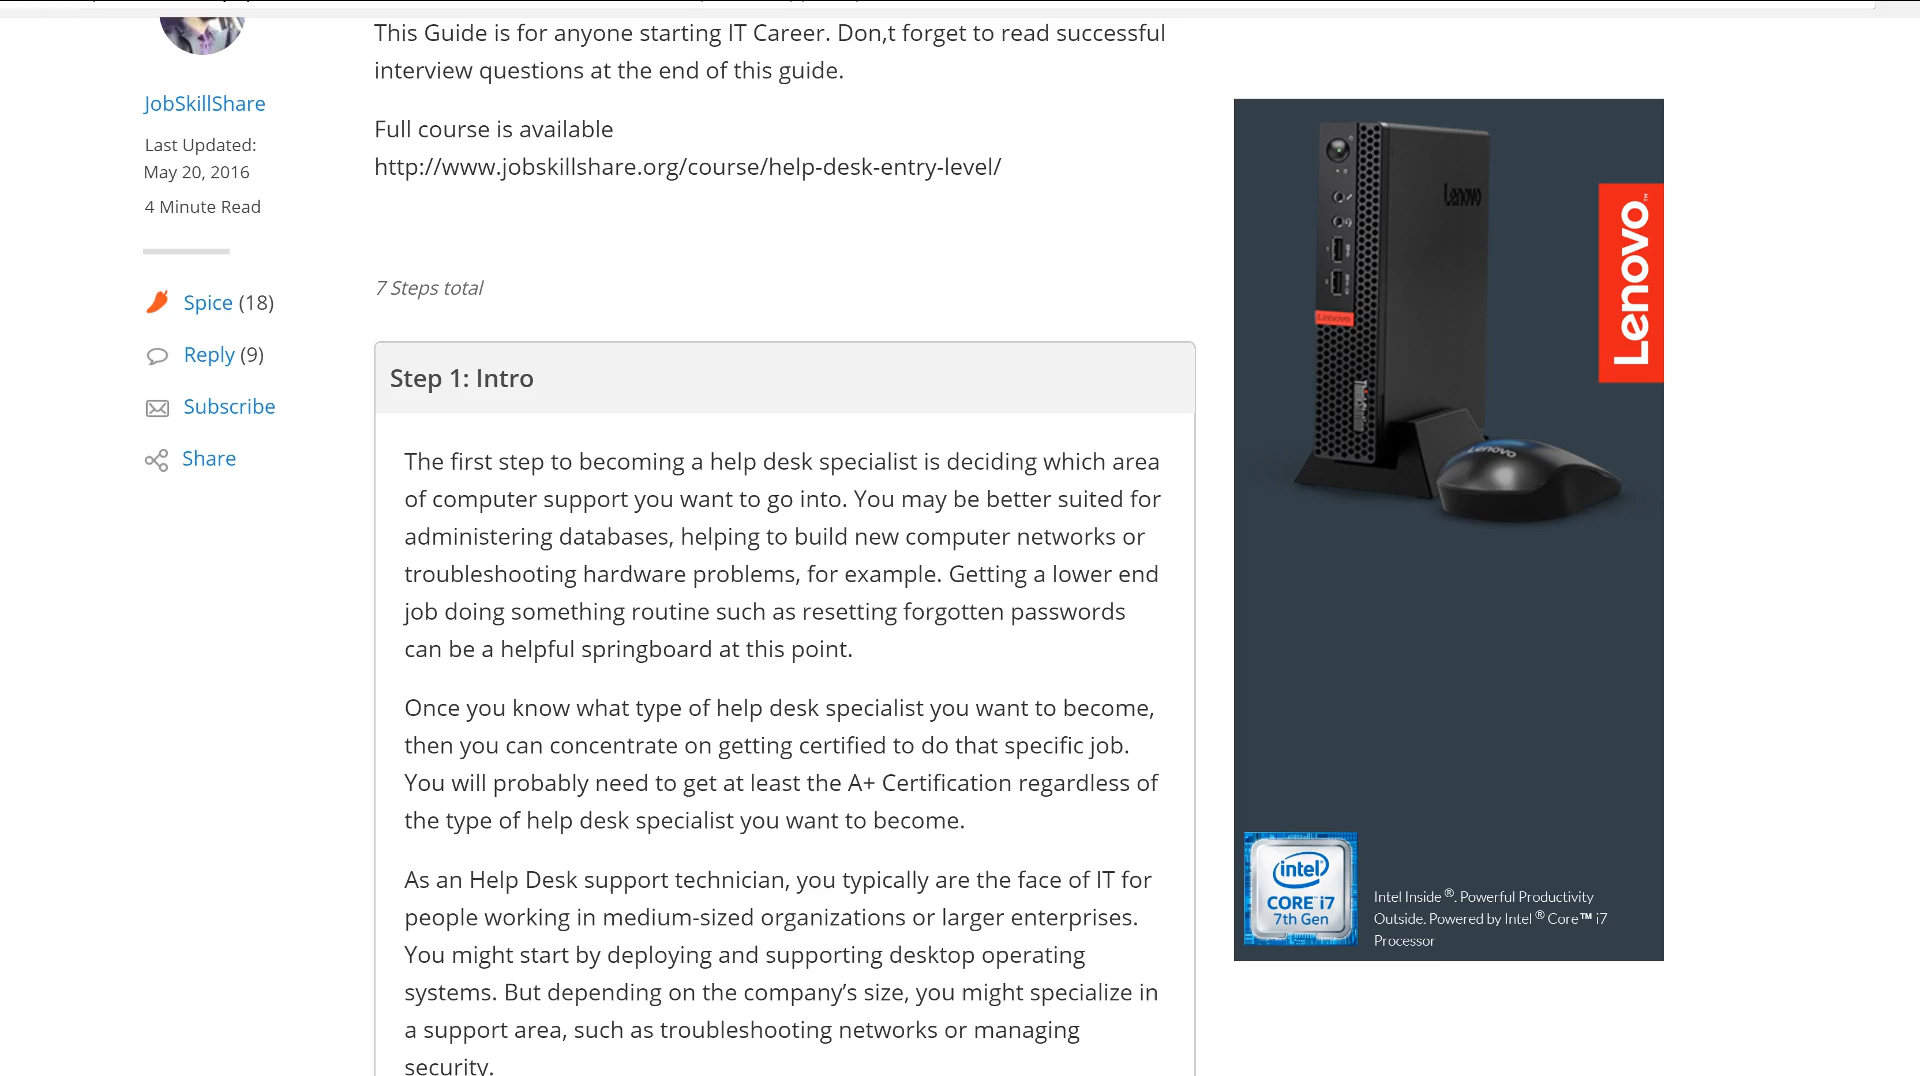 This Guide is for anyone starting IT Career. Don,t forget to read successful
interview questions at the end of this guide.
JobSkillShare
Full course is available
http://www.jobskillshare.org/course/help-desk-entry-level/
Last Updated:
May 20, 2016
4 Minute Read
7 Steps total
Spice (18)
Reply (9)
Subscribe
Share
Step 1: Intro
The first step to becoming a help desk specialist is deciding which area
of computer support you want to go into. You may be better suited for
administering databases, helping to build new computer networks or
troubleshooting hardware problems, for example. Getting a lower end
job doing something routine such as resetting forgotten passwords
can be a helpful springboard at this point.
Once you know what type of help desk specialist you want to become,
then you can concentrate on getting certified to do that specific job.
You will probably need to get at least the A+ Certification regardless of
the type of help desk specialist you want to become.
As an Help Desk support technician, you typically are the face of IT for
people working in medium-sized organizations or larger enterprises.
You might start by deploying and supporting desktop operating
systems. But depending on the company’s size, you might specialize in
a support area, such as troubleshooting networks or managing
security.
Lenovo
Lenovo
Lenovo™
Lenovo
intel®
CORE™ i7
7th Gen
Intel Inside ®. Powerful Productivity
Outside. Powered by Intel ® Core™ i7
Processor